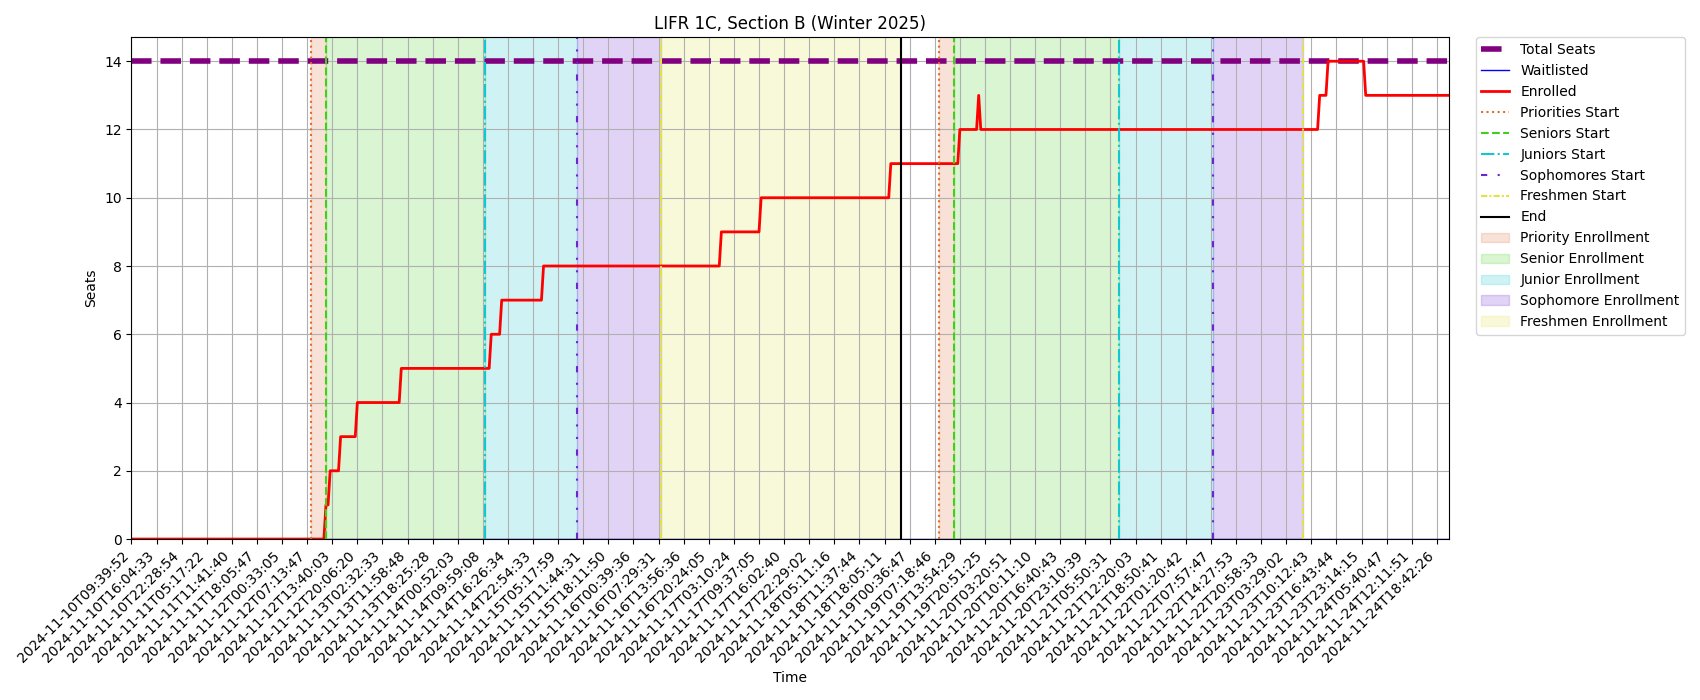 LIFR 1C, Section B (Winter 2025)
Total Seats
Waitlisted
Enrolled
Priorities Start
Seniors Start
Juniors Start
Sophomores Start
Freshmen Start
End
Priority Enrollment
Senior Enrollment
Junior Enrollment
Sophomore Enrollment
Freshmen Enrollment
Seats
14
12
10
8
6
4
2
0
2024-11-10T09:39:52
2024-11-10T16:04:33
2024-11-10T22:28:54
2024-11-11T05:17:22
2024-11-11T11:41:40
2024-11-11T18:05:47
2024-11-12T00:33:05
2024-11-12T07:13:47
2024-11-12T13:40:03
2024-11-12T20:06:20
2024-11-13T02:32:33
2024-11-13T11:58:48
2024-11-13T18:25:28
2024-11-14T00:52:03
2024-11-14T09:59:08
2024-11-14T16:26:34
2024-11-14T22:54:33
2024-11-15T05:17:59
2024-11-15T11:44:31
2024-11-15T18:11:50
2024-11-16T00:39:36
2024-11-16T07:29:31
2024-11-16T13:56:36
2024-11-16T20:24:05
2024-11-17T03:10:24
2024-11-17T09:37:05
2024-11-17T16:02:40
2024-11-17T22:29:02
2024-11-18T05:11:16
2024-11-18T11:37:44
2024-11-18T18:05:11
2024-11-19T00:36:47
2024-11-19T07:18:46
2024-11-19T13:54:29
2024-11-19T20:51:25
2024-11-20T03:20:51
2024-11-20T10:11:10
2024-11-20T16:40:43
2024-11-20T23:10:39
2024-11-21T05:50:31
2024-11-21T12:20:03
2024-11-21T18:50:41
2024-11-22T01:20:42
2024-11-22T07:57:47
2024-11-22T14:27:53
2024-11-22T20:58:33
2024-11-23T03:29:02
2024-11-23T10:12:43
2024-11-23T16:43:44
2024-11-23T23:14:15
2024-11-24T05:40:47
2024-11-24T12:11:51
2024-11-24T18:42:26
Time